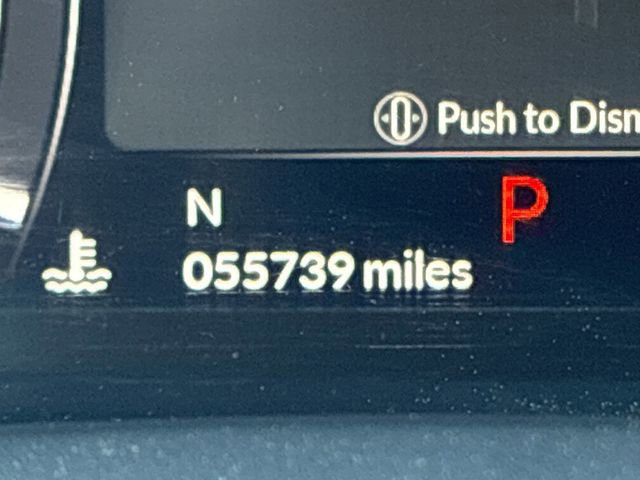 Push to Dism
N
P
055739 miles